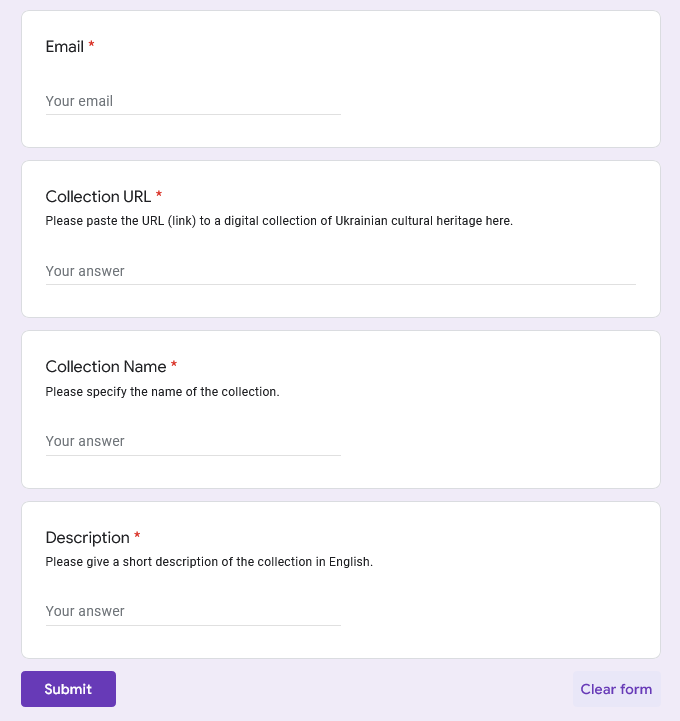 Email *
Your email
Collection URL *
Please paste the URL (link) to a digital collection of Ukrainian cultural heritage here.
Your answer
Collection Name *
Please specify the name of the collection.
Your answer
Description *
Please give a short description of the collection in English.
Your answer
Submit
Clear form